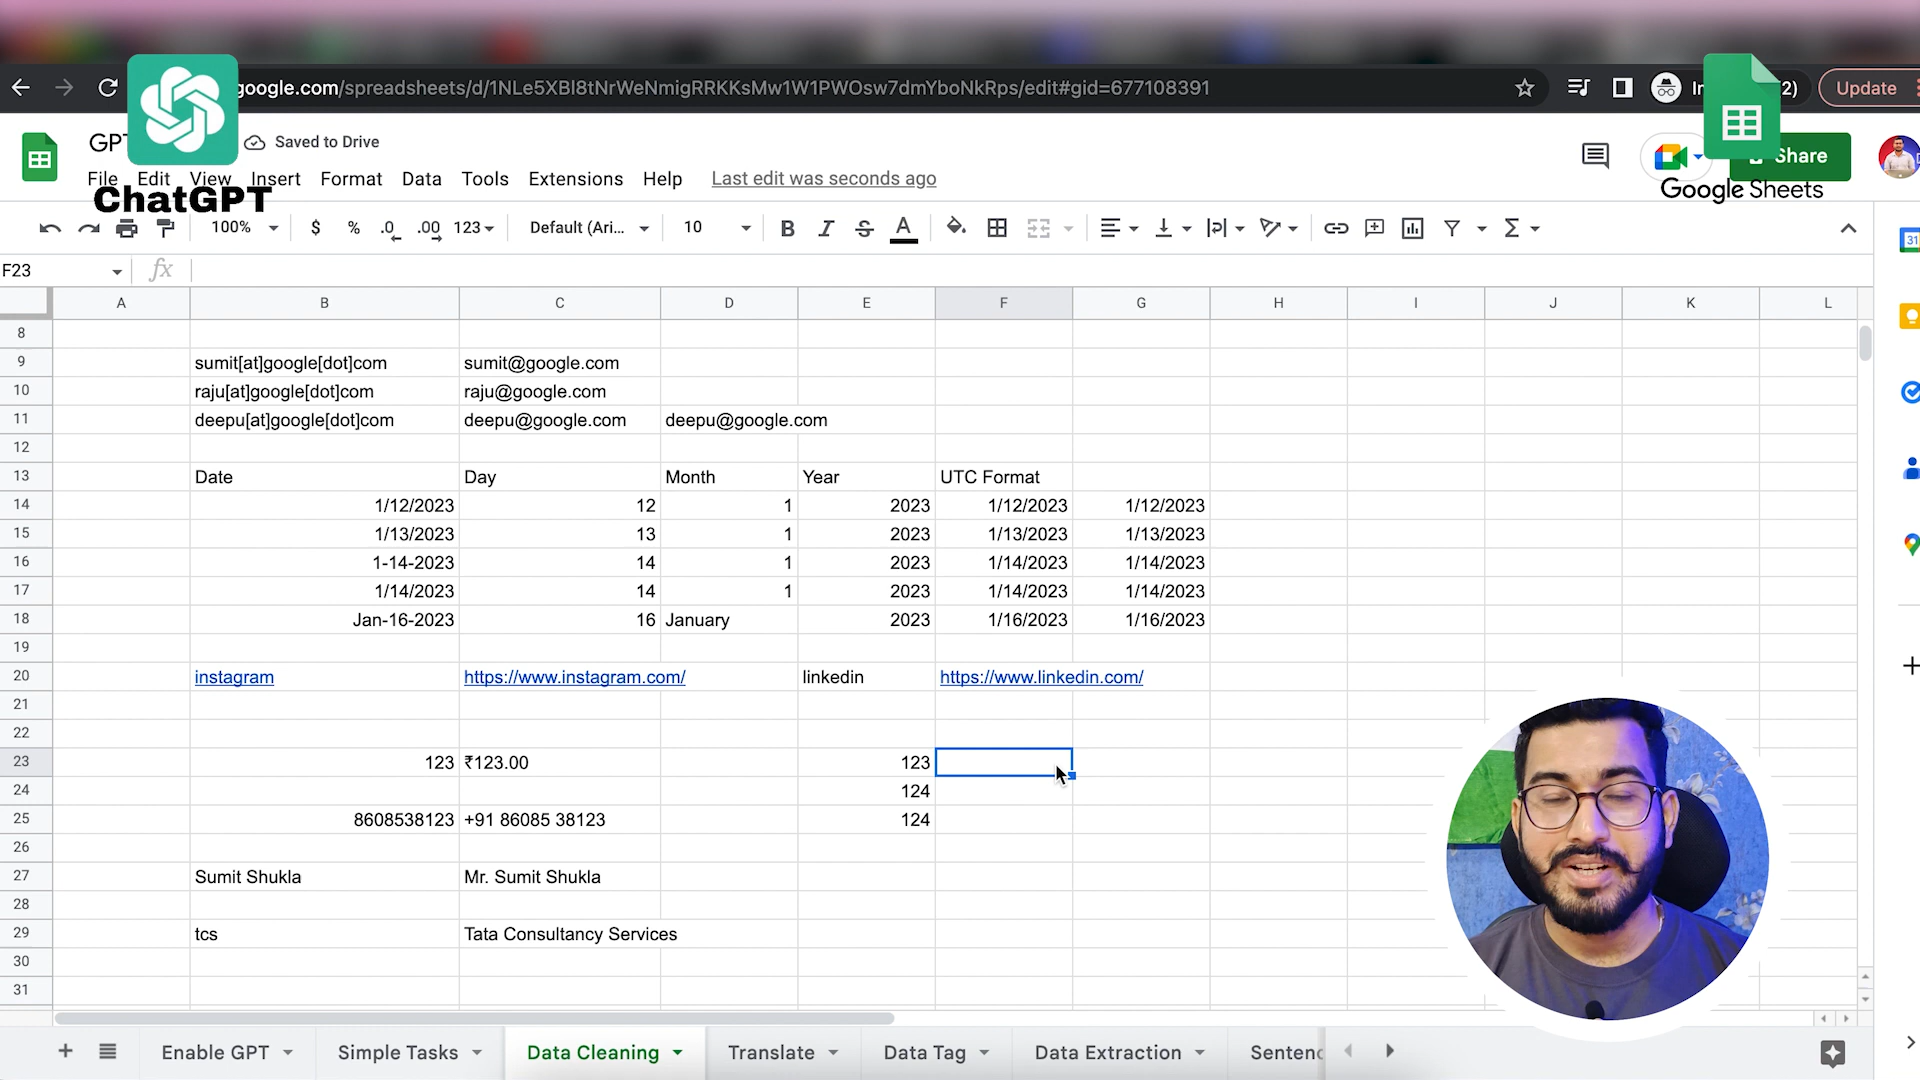 google.com/spreadsheets/d/1NLe5XBl8tNrWeNmigRRKKsMw1W1PWOsw7dmYboNkRps/edit#gid=677108391
2)
Update
GPT
Saved to Drive
Share
File Edit View Insert Format Data Tools Extensions Help Last edit was seconds ago
ChatGPT
Google Sheets
100% $ % .0 .00 123 Default (Ari... 10 B I S A
31
F23 fx
A B C D E F G H I J K L
8
9 sumit[at]google[dot]com sumit@google.com
10 raju[at]google[dot]com raju@google.com
11 deepu[at]google[dot]com deepu@google.com deepu@google.com
12
13 Date Day Month Year UTC Format
14 1/12/2023 12 1 2023 1/12/2023 1/12/2023
15 1/13/2023 13 1 2023 1/13/2023 1/13/2023
16 1-14-2023 14 1 2023 1/14/2023 1/14/2023
17 1/14/2023 14 1 2023 1/14/2023 1/14/2023
18 Jan-16-2023 16 January 2023 1/16/2023 1/16/2023
19
20 instagram https://www.instagram.com/ linkedin https://www.linkedin.com/
21
22
23 123 ₹123.00 123
24 124
25 8608538123 +91 86085 38123 124
26
27 Sumit Shukla Mr. Sumit Shukla
28
29 tcs Tata Consultancy Services
30
31
Enable GPT Simple Tasks Data Cleaning Translate Data Tag Data Extraction Sentenc